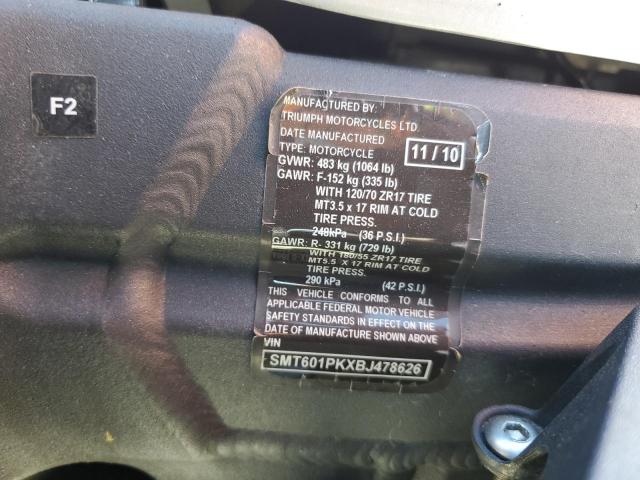 F2
MANUFACTURED BY:
TRIUMPH MOTORCYCLES LTD.
DATE MANUFACTURED 11 / 10
TYPE: MOTORCYCLE
GVWR: 483 kg (1064 lb)
GAWR: F-152 kg (335 lb)
WITH 120/70 ZR17 TIRE
MT3.5 x 17 RIM AT COLD
TIRE PRESS.
248kPa (36 P.S.I.)
GAWR: R- 331 kg (729 lb)
WITH 180/55 ZR17 TIRE
MT5.5 X 17 RIM AT COLD
TIRE PRESS.
290 kPa (42 P.S.I.)
THIS VEHICLE CONFORMS TO ALL
APPLICABLE FEDERAL MOTOR VEHICLE
SAFETY STANDARDS IN EFFECT ON THE
DATE OF MANUFACTURE SHOWN ABOVE
VIN
SMT601PKXBJ478626